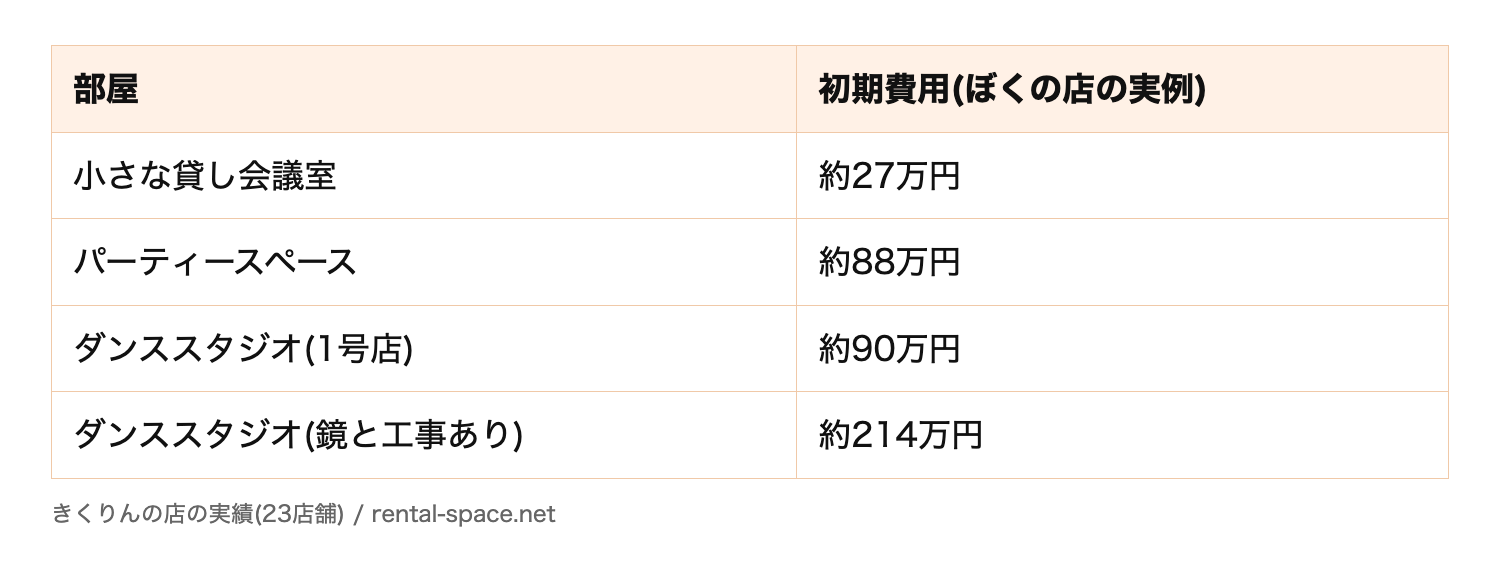 部屋 初期費用(ぼくの店の実例)
小さな貸し会議室 約27万円
パーティースペース 約88万円
ダンススタジオ(1号店) 約90万円
ダンススタジオ(鏡と工事あり) 約214万円
きくりんの店の実績(23店舗) / rental-space.net